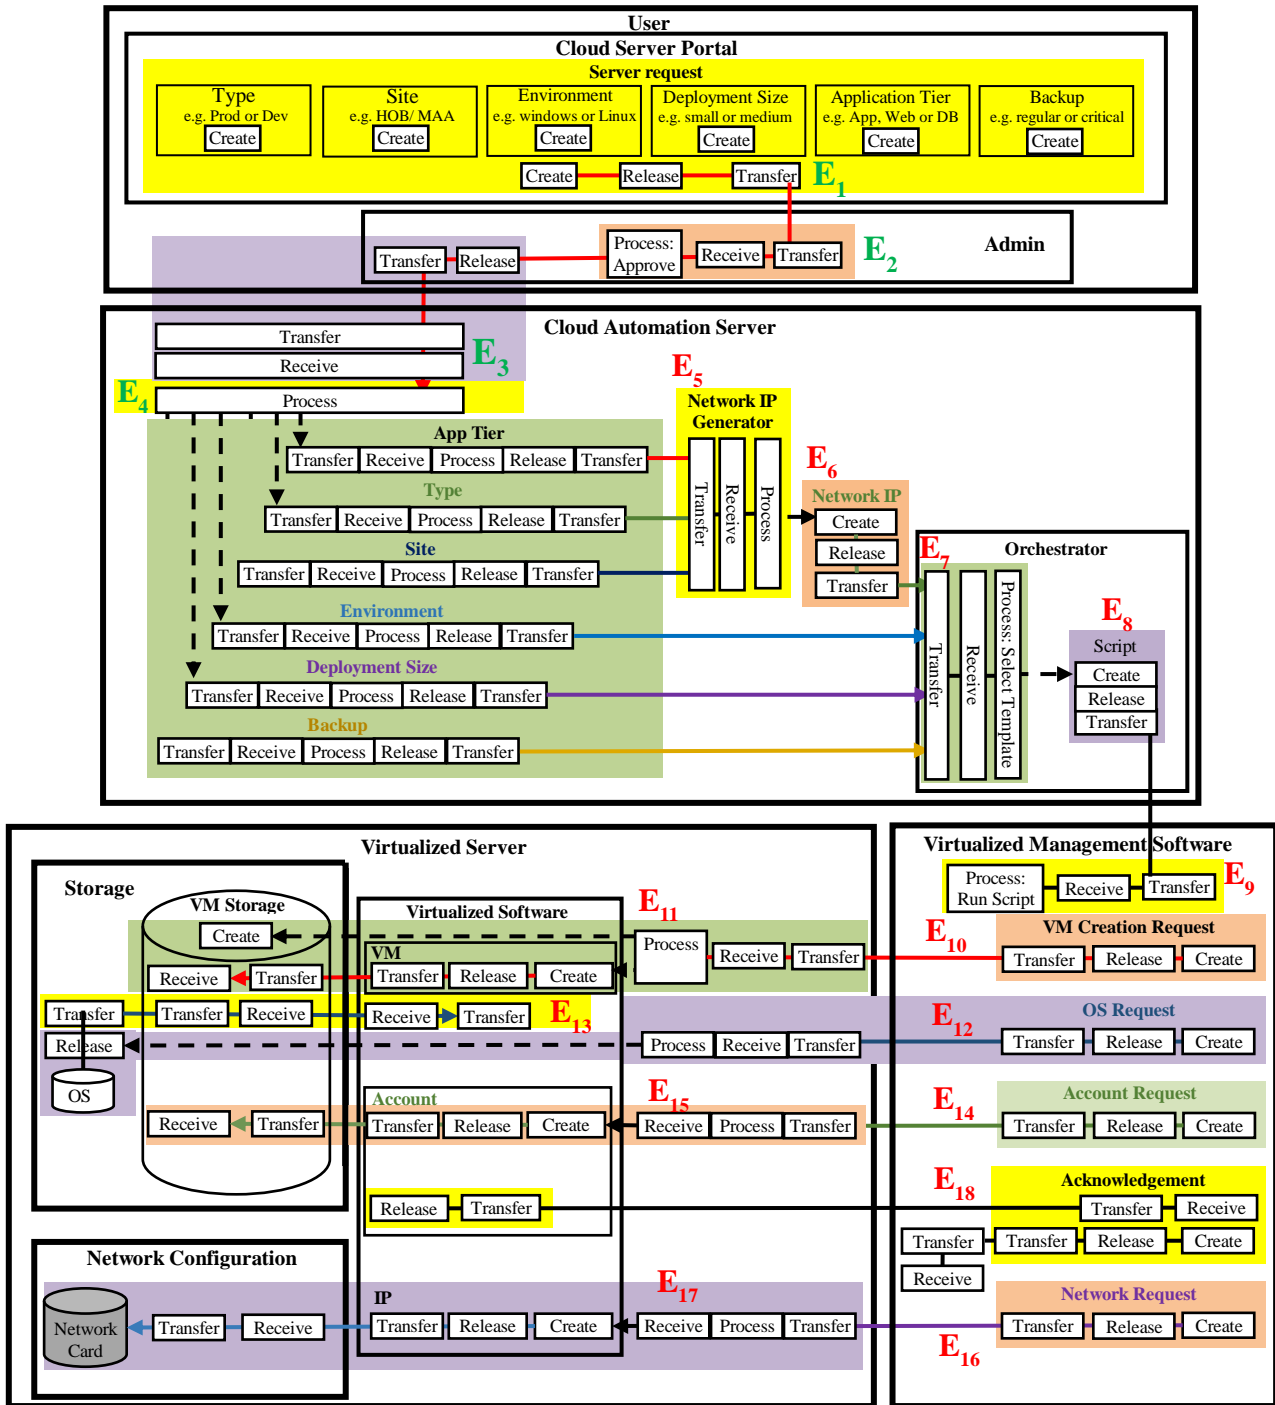 User
Cloud Server Portal
Server request
Type
e.g. Prod or Dev
Create
Site
e.g. HOB/ MAA
Create
Environment
e.g. windows or Linux
Create
Deployment Size
e.g. small or medium
Create
Application Tier
e.g. App, Web or DB
Create
Backup
e.g. regular or critical
Create
Create Release Transfer E1
Transfer Release Process: Approve Receive Transfer E2 Admin
Cloud Automation Server
Transfer
Receive
E3
E4
Process
E5
Network IP
Generator
Transfer
Receive
Process
App Tier
Transfer Receive Process Release Transfer
Type
Transfer Receive Process Release Transfer
Site
Transfer Receive Process Release Transfer
Environment
Transfer Receive Process Release Transfer
Deployment Size
Transfer Receive Process Release Transfer
Backup
Transfer Receive Process Release Transfer
E6
Network IP
Create
Release
Transfer
Orchestrator
E7
Transfer
Receive
Process: Select Template
E8
Script
Create
Release
Transfer
Virtualized Server
Storage
VM Storage
Create
Virtualized Software
E11
VM
Process Receive Transfer
Receive Transfer Transfer Release Create
Transfer Transfer Receive Receive Transfer E13
Release Process Receive Transfer
OS
Account
E15
Receive Transfer Transfer Release Create Receive Process Transfer
Release Transfer
Network Configuration
IP
E17
Network
Card
Transfer Receive Transfer Release Create Receive Process Transfer
Virtualized Management Software
Process:
Run Script
Receive Transfer E9
E10
VM Creation Request
Transfer Release Create
E12
OS Request
Transfer Release Create
E14
Account Request
Transfer Release Create
E18
Acknowledgement
Transfer Receive
Transfer Transfer Release Create
Receive
Network Request
Transfer Release Create
E16